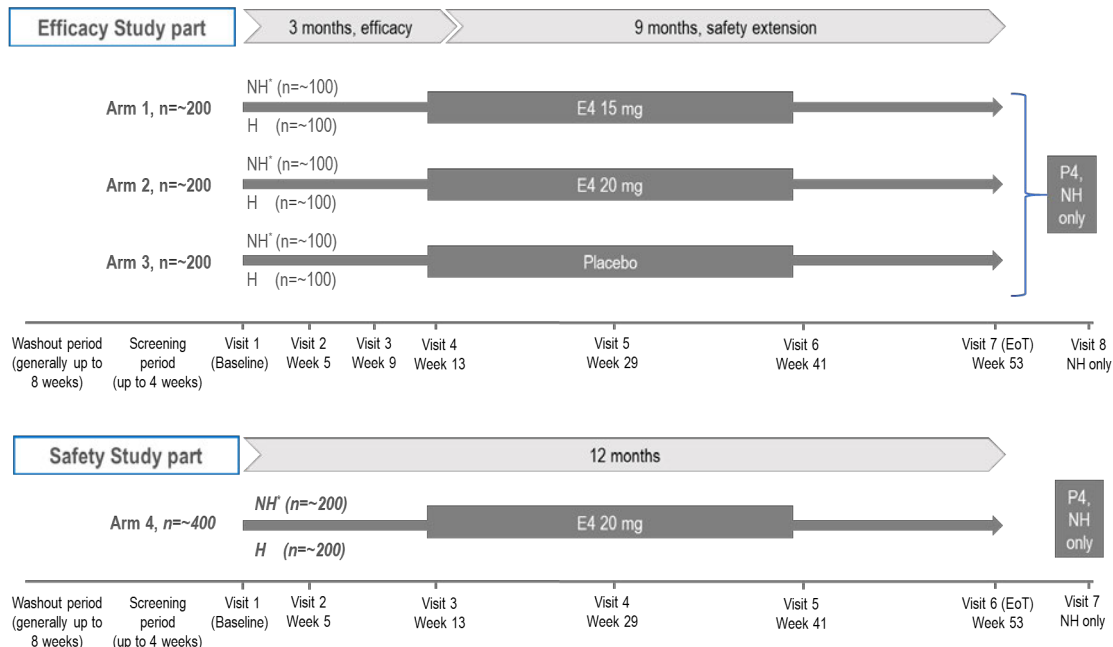 Efficacy Study part
3 months, efficacy
9 months, safety extension
NH* (n=~100)
Arm 1, n=~200
E4 15 mg
H (n=~100)
NH* (n=~100)
Arm 2, n=~200
E4 20 mg
H (n=~100)
P4,
NH
only
NH* (n=~100)
Arm 3, n=~200
Placebo
H (n=~100)
Washout period
(generally up to
8 weeks)
Screening
period
(up to 4 weeks)
Visit 1
(Baseline)
Visit 2
Week 5
Visit 3
Week 9
Visit 4
Week 13
Visit 5
Week 29
Visit 6
Week 41
Visit 7 (EoT)
Week 53
Visit 8
NH only
Safety Study part
12 months
NH* (n=~200)
Arm 4, n=~400
E4 20 mg
H (n=~200)
P4,
NH
only
Washout period
(generally up to
8 weeks)
Screening
period
(up to 4 weeks)
Visit 1
(Baseline)
Visit 2
Week 5
Visit 3
Week 13
Visit 4
Week 29
Visit 5
Week 41
Visit 6 (EoT)
Week 53
Visit 7
NH only